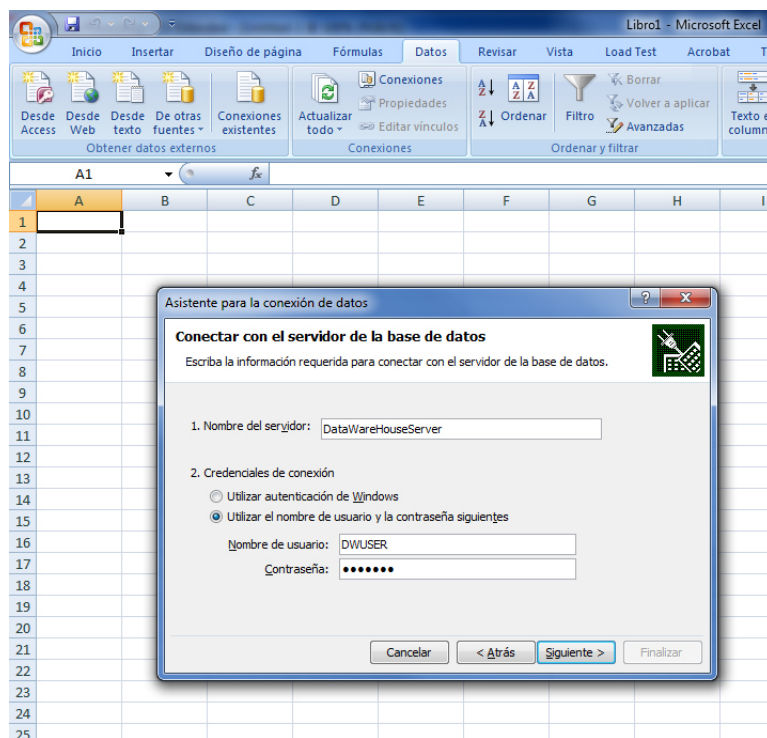 Libro1 - Microsoft Excel
Inicio Insertar Diseño de página Fórmulas Datos Revisar Vista Load Test Acrobat
Desde Access
Desde Web
Desde texto
De otras fuentes
Conexiones existentes
Obtener datos externos
Actualizar todo
Conexiones
Propiedades
Editar vínculos
Conexiones
Ordenar
Filtro
Borrar
Volver a aplicar
Avanzadas
Ordenar y filtrar
Texto e
column
A1 fx
A B C D E F G H I
1
2
3
4
5
6
7
8
9
10
11
12
13
14
15
16
17
18
19
20
21
22
23
24
25
Asistente para la conexión de datos
Conectar con el servidor de la base de datos
Escriba la información requerida para conectar con el servidor de la base de datos.
1. Nombre del servidor: DataWareHouseServer
2. Credenciales de conexión
Utilizar autenticación de Windows
Utilizar el nombre de usuario y la contraseña siguientes
Nombre de usuario: DWUSER
Contraseña: •••••••
Cancelar < Atrás Siguiente > Finalizar